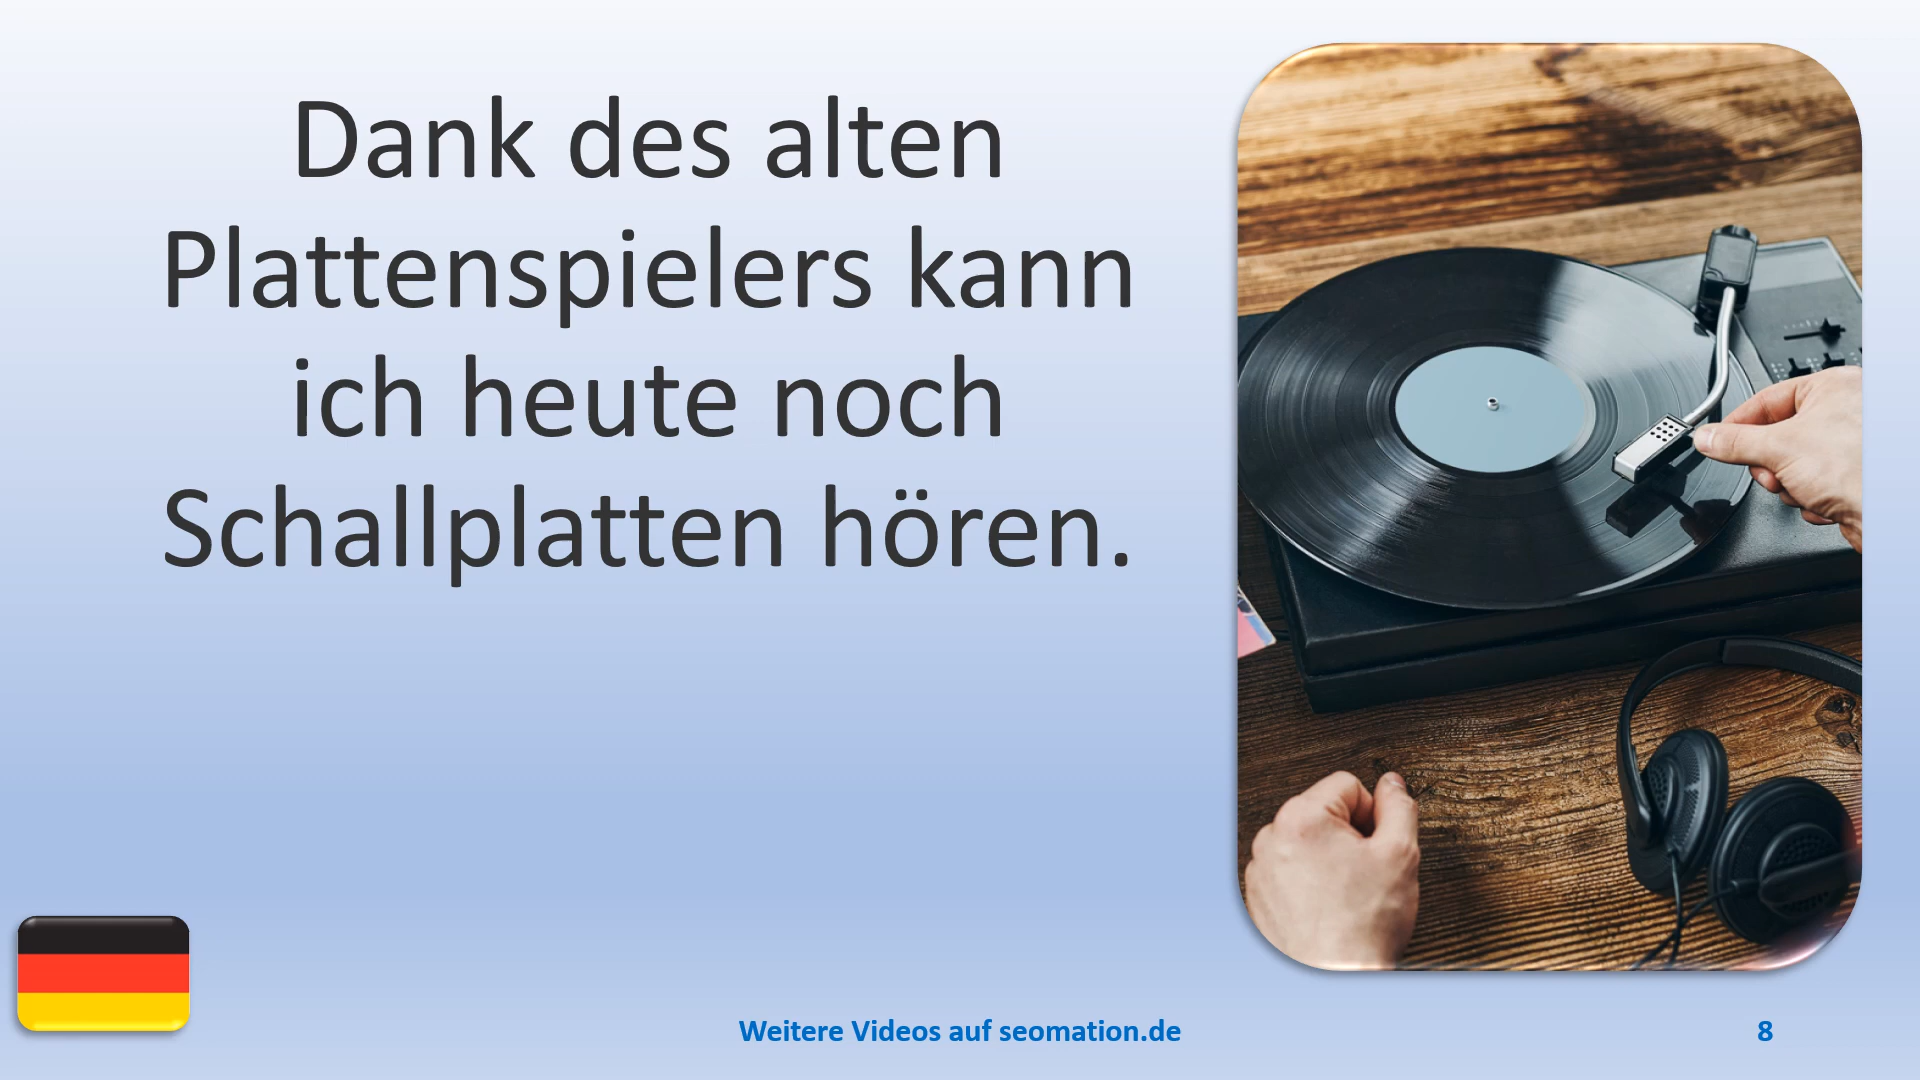 Dank des alten
Plattenspielers kann
ich heute noch
Schallplatten hören.
Weitere Videos auf seomation.de
8